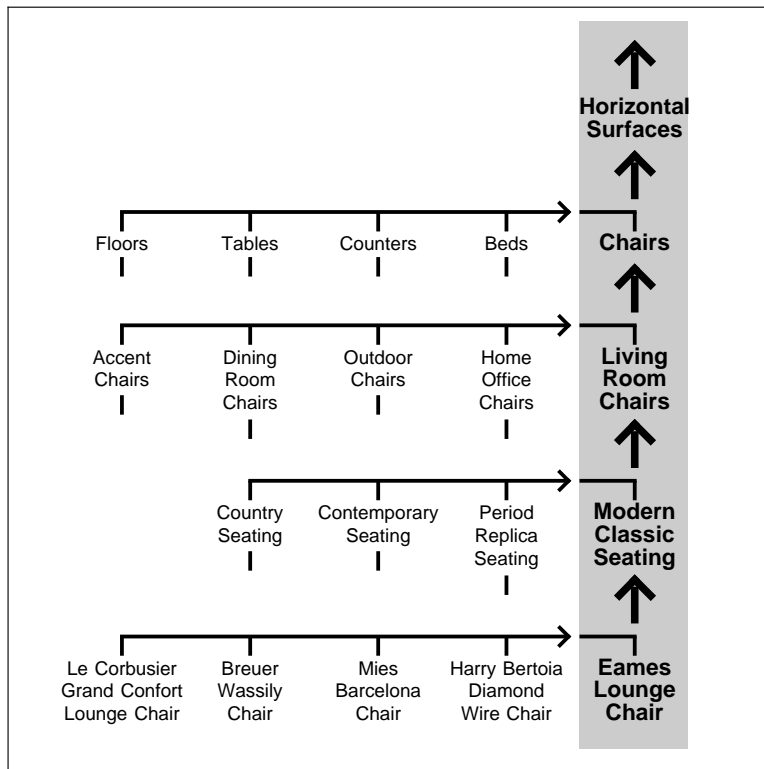 Horizontal
Surfaces
Floors
Tables
Counters
Beds
Chairs
Accent
Chairs
Dining
Room
Chairs
Outdoor
Chairs
Home
Office
Chairs
Living
Room
Chairs
Country
Seating
Contemporary
Seating
Period
Replica
Seating
Modern
Classic
Seating
Le Corbusier
Grand Confort
Lounge Chair
Breuer
Wassily
Chair
Mies
Barcelona
Chair
Harry Bertoia
Diamond
Wire Chair
Eames
Lounge
Chair